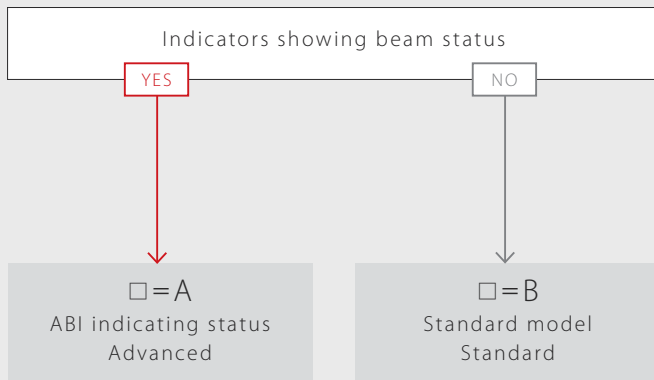 Indicators showing beam status
YES
NO
□=A
ABI indicating status
Advanced
□=B
Standard model
Standard